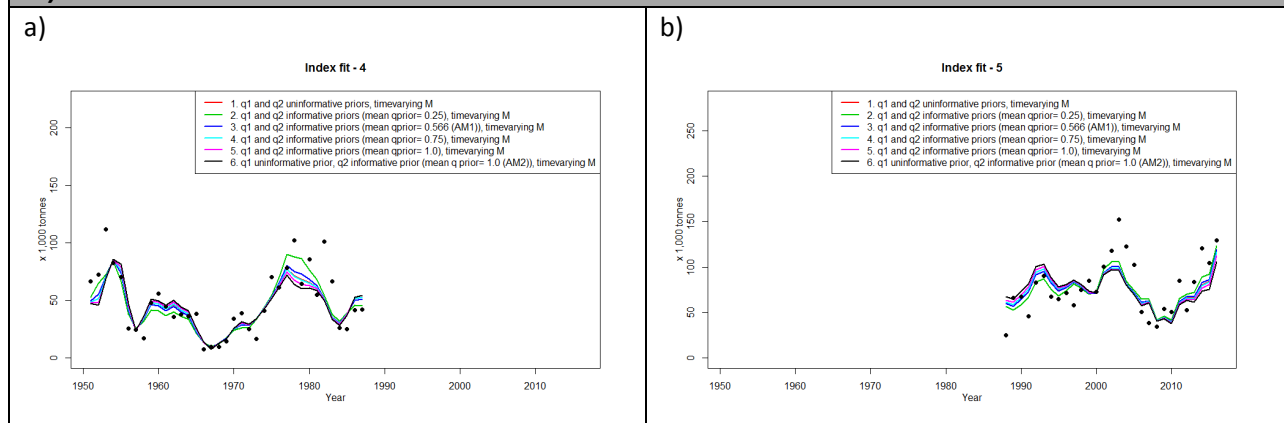 a)
Index fit - 4
1. q1 and q2 uninformative priors, timevarying M
2. q1 and q2 informative priors (mean qprior= 0.25), timevarying M
3. q1 and q2 informative priors (mean qprior= 0.566 (AM1)), timevarying M
4. q1 and q2 informative priors (mean qprior= 0.75), timevarying M
5. q1 and q2 informative priors (mean qprior= 1.0), timevarying M
6. q1 uninformative prior, q2 informative prior (mean q prior= 1.0 (AM2)), timevarying M
x 1,000 tonnes
200
150
100
50
0
1950 1960 1970 1980 1990 2000 2010
Year
b)
Index fit - 5
1. q1 and q2 uninformative priors, timevarying M
2. q1 and q2 informative priors (mean qprior= 0.25), timevarying M
3. q1 and q2 informative priors (mean qprior= 0.566 (AM1)), timevarying M
4. q1 and q2 informative priors (mean qprior= 0.75), timevarying M
5. q1 and q2 informative priors (mean qprior= 1.0), timevarying M
6. q1 uninformative prior, q2 informative prior (mean q prior= 1.0 (AM2)), timevarying M
x 1,000 tonnes
250
200
150
100
50
0
1950 1960 1970 1980 1990 2000 2010
Year